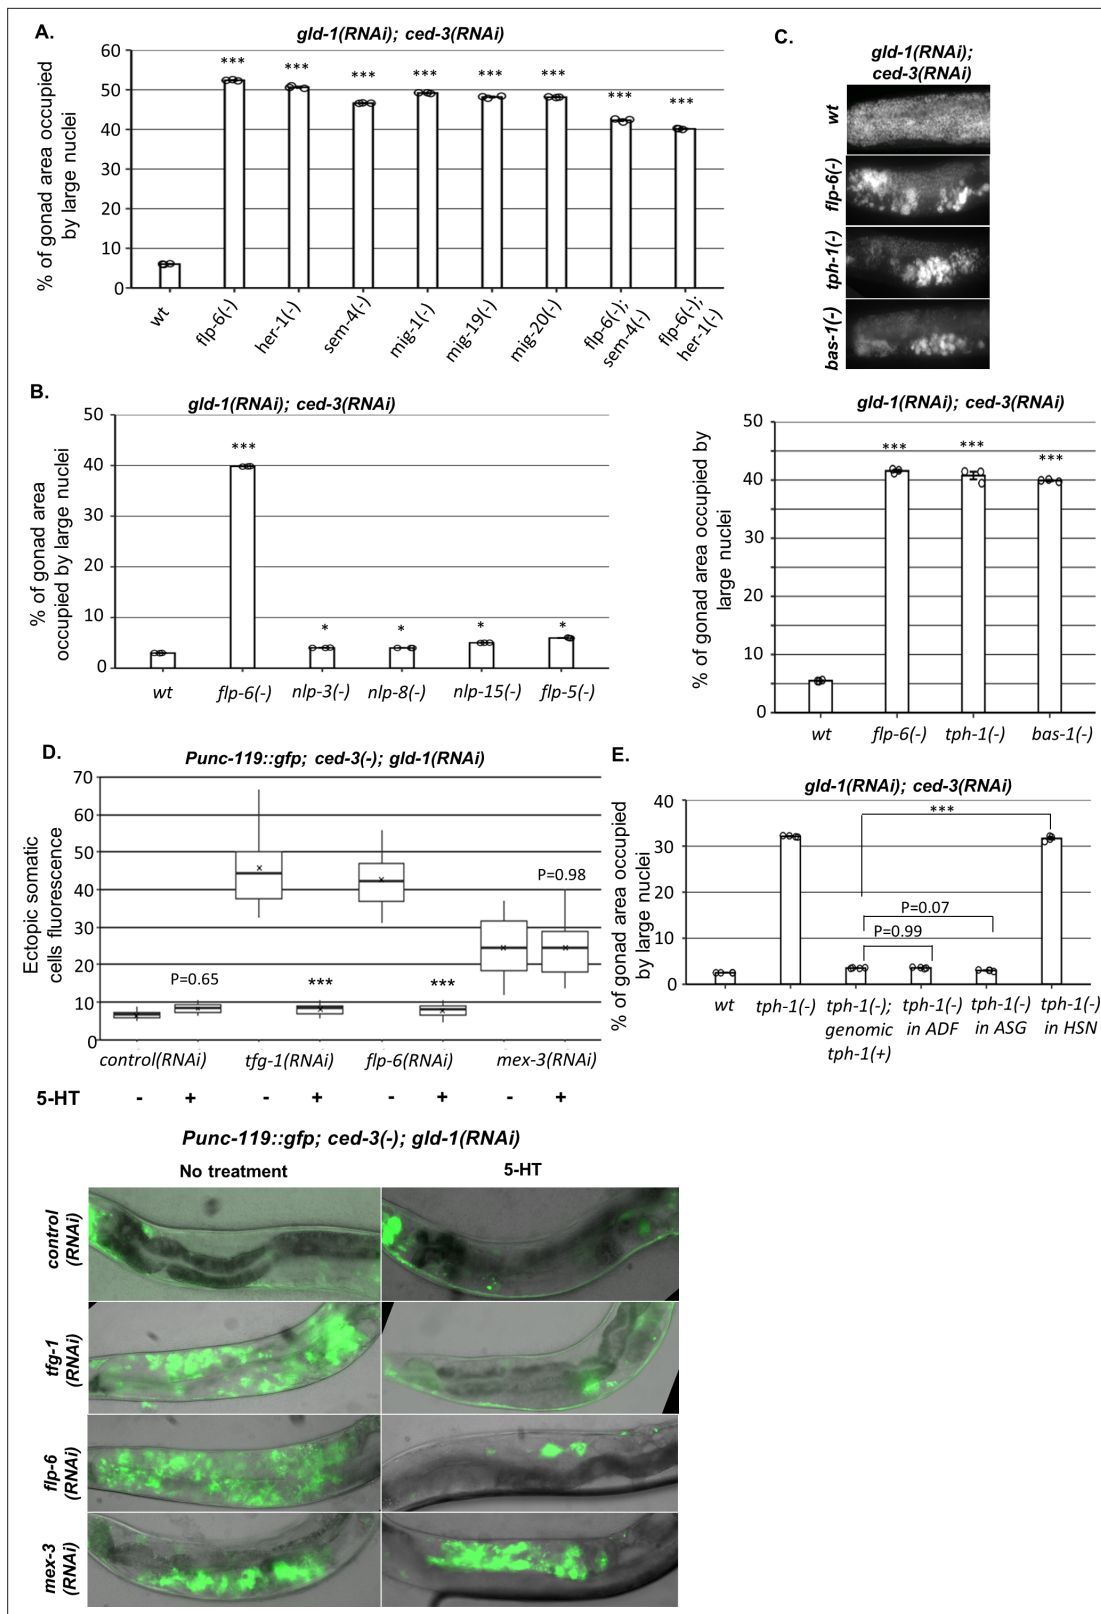 A.
gld-1(RNAi); ced-3(RNAi)
% of gonad area occupied
by large nuclei
60
50
40
30
20
10
0
*** *** *** *** *** *** *** ***
wt
flp-6(-)
her-1(-)
sem-4(-)
mig-1(-)
mig-19(-)
mig-20(-)
flp-6(-);
sem-4(-)
flp-6(-);
her-1(-)
C.
gld-1(RNAi);
ced-3(RNAi)
wt
flp-6(-)
tph-1(-)
bas-1(-)
B.
gld-1(RNAi); ced-3(RNAi)
% of gonad area
occupied by large nuclei
50
40
30
20
10
0
*** * * * *
wt flp-6(-) nlp-3(-) nlp-8(-) nlp-15(-) flp-5(-)
gld-1(RNAi); ced-3(RNAi)
% of gonad area occupied by
large nuclei
50
40
30
20
10
0
*** *** ***
wt flp-6(-) tph-1(-) bas-1(-)
D.
Punc-119::gfp; ced-3(-); gld-1(RNAi)
Ectopic somatic
cells fluorescence
70
60
50
40
30
20
10
0
P=0.65
***
***
P=0.98
control(RNAi) tfg-1(RNAi) flp-6(RNAi) mex-3(RNAi)
5-HT - + - + - + - +
E.
gld-1(RNAi); ced-3(RNAi)
% of gonad area occupied
by large nuclei
40
30
20
10
0
***
P=0.07
P=0.99
wt tph-1(-) tph-1(-); tph-1(-) tph-1(-) tph-1(-)
genomic in ADF in ASG in HSN
tph-1(+)
Punc-119::gfp; ced-3(-); gld-1(RNAi)
No treatment 5-HT
control
(RNAi)
tfg-1
(RNAi)
flp-6
(RNAi)
mex-3
(RNAi)